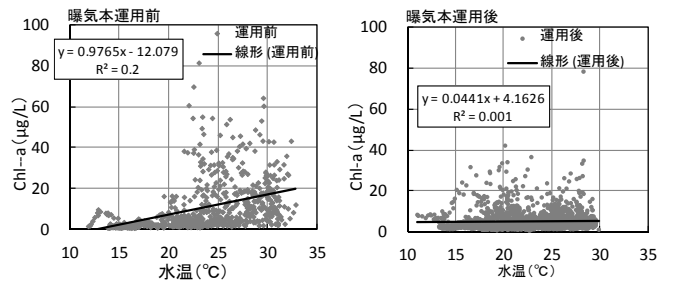 曝気本運用前
100
80
60
40
20
0
Chl--a（μg/L）
10 15 20 25 30 35
水温（℃）
y = 0.9765x - 12.079
R² = 0.2
運用前
線形 (運用前)
曝気本運用後
100
80
60
40
20
0
Chl-a（μg/L）
10 15 20 25 30 35
水温（℃）
y = 0.0441x + 4.1626
R² = 0.001
運用後
線形 (運用後)